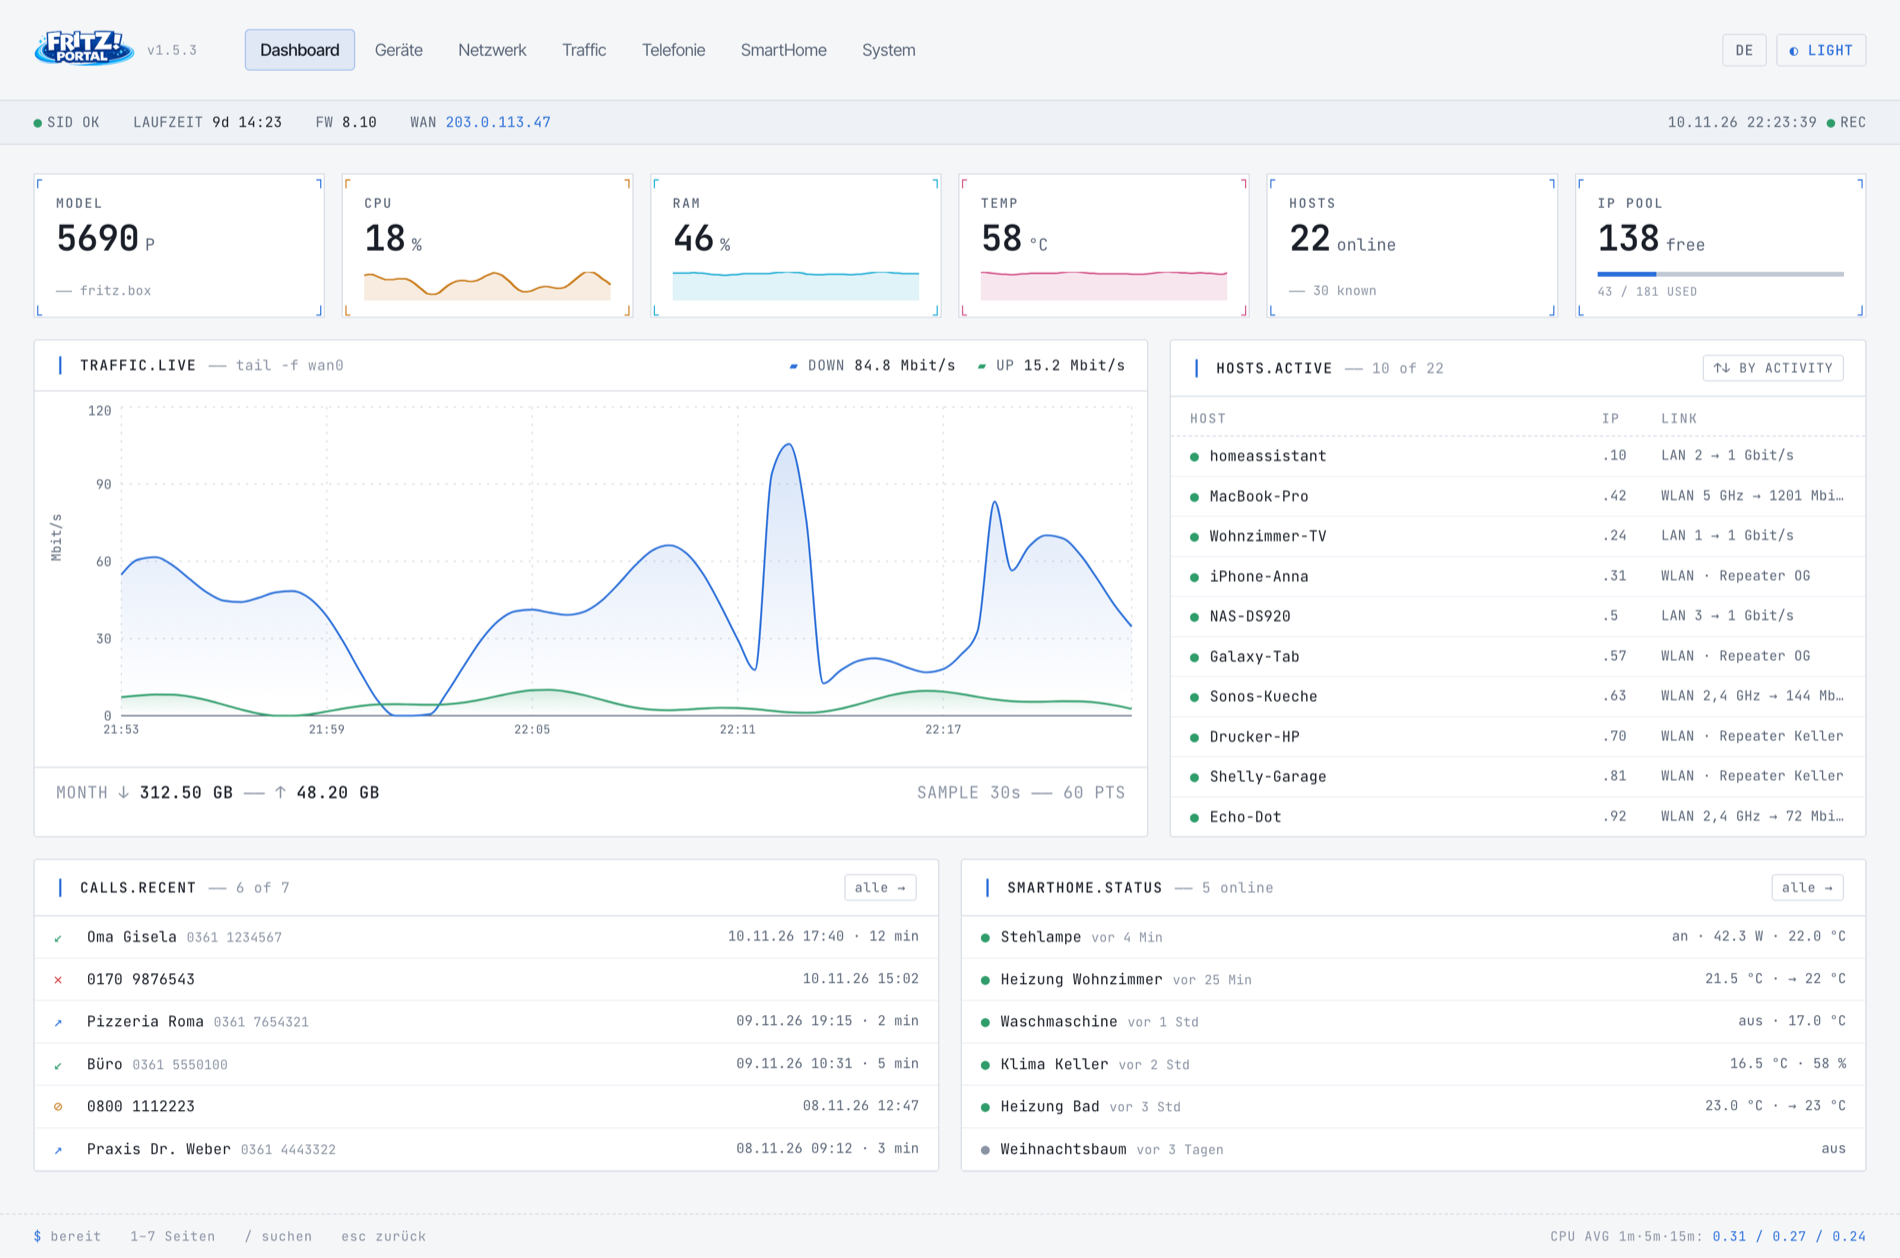 FRITZ! PORTAL v1.5.3 Dashboard Geräte Netzwerk Traffic Telefonie SmartHome System DE ◐ LIGHT
SID OK LAUFZEIT 9d 14:23 FW 8.10 WAN 203.0.113.47 10.11.26 22:23:39 REC
MODEL
5690 P
— fritz.box
CPU
18 %
RAM
46 %
TEMP
58 °C
HOSTS
22 online
— 30 known
IP POOL
138 free
43 / 181 USED
TRAFFIC.LIVE — tail -f wan0 DOWN 84.8 Mbit/s UP 15.2 Mbit/s
Mbit/s
120
90
60
30
0
21:53 21:59 22:05 22:11 22:17
MONTH ↓ 312.50 GB — ↑ 48.20 GB SAMPLE 30s — 60 PTS
HOSTS.ACTIVE — 10 of 22 ↑↓ BY ACTIVITY
HOST IP LINK
homeassistant .10 LAN 2 → 1 Gbit/s
MacBook-Pro .42 WLAN 5 GHz → 1201 Mbi…
Wohnzimmer-TV .24 LAN 1 → 1 Gbit/s
iPhone-Anna .31 WLAN · Repeater OG
NAS-DS920 .5 LAN 3 → 1 Gbit/s
Galaxy-Tab .57 WLAN · Repeater OG
Sonos-Kueche .63 WLAN 2,4 GHz → 144 Mb…
Drucker-HP .70 WLAN · Repeater Keller
Shelly-Garage .81 WLAN · Repeater Keller
Echo-Dot .92 WLAN 2,4 GHz → 72 Mbi…
CALLS.RECENT — 6 of 7 alle →
↙ Oma Gisela 0361 1234567 10.11.26 17:40 · 12 min
✕ 0170 9876543 10.11.26 15:02
↗ Pizzeria Roma 0361 7654321 09.11.26 19:15 · 2 min
↙ Büro 0361 5550100 09.11.26 10:31 · 5 min
⊘ 0800 1112223 08.11.26 12:47
↗ Praxis Dr. Weber 0361 4443322 08.11.26 09:12 · 3 min
SMARTHOME.STATUS — 5 online alle →
Stehlampe vor 4 Min an · 42.3 W · 22.0 °C
Heizung Wohnzimmer vor 25 Min 21.5 °C · → 22 °C
Waschmaschine vor 1 Std aus · 17.0 °C
Klima Keller vor 2 Std 16.5 °C · 58 %
Heizung Bad vor 3 Std 23.0 °C · → 23 °C
Weihnachtsbaum vor 3 Tagen aus
$ bereit 1–7 Seiten / suchen esc zurück CPU AVG 1m·5m·15m: 0.31 / 0.27 / 0.24